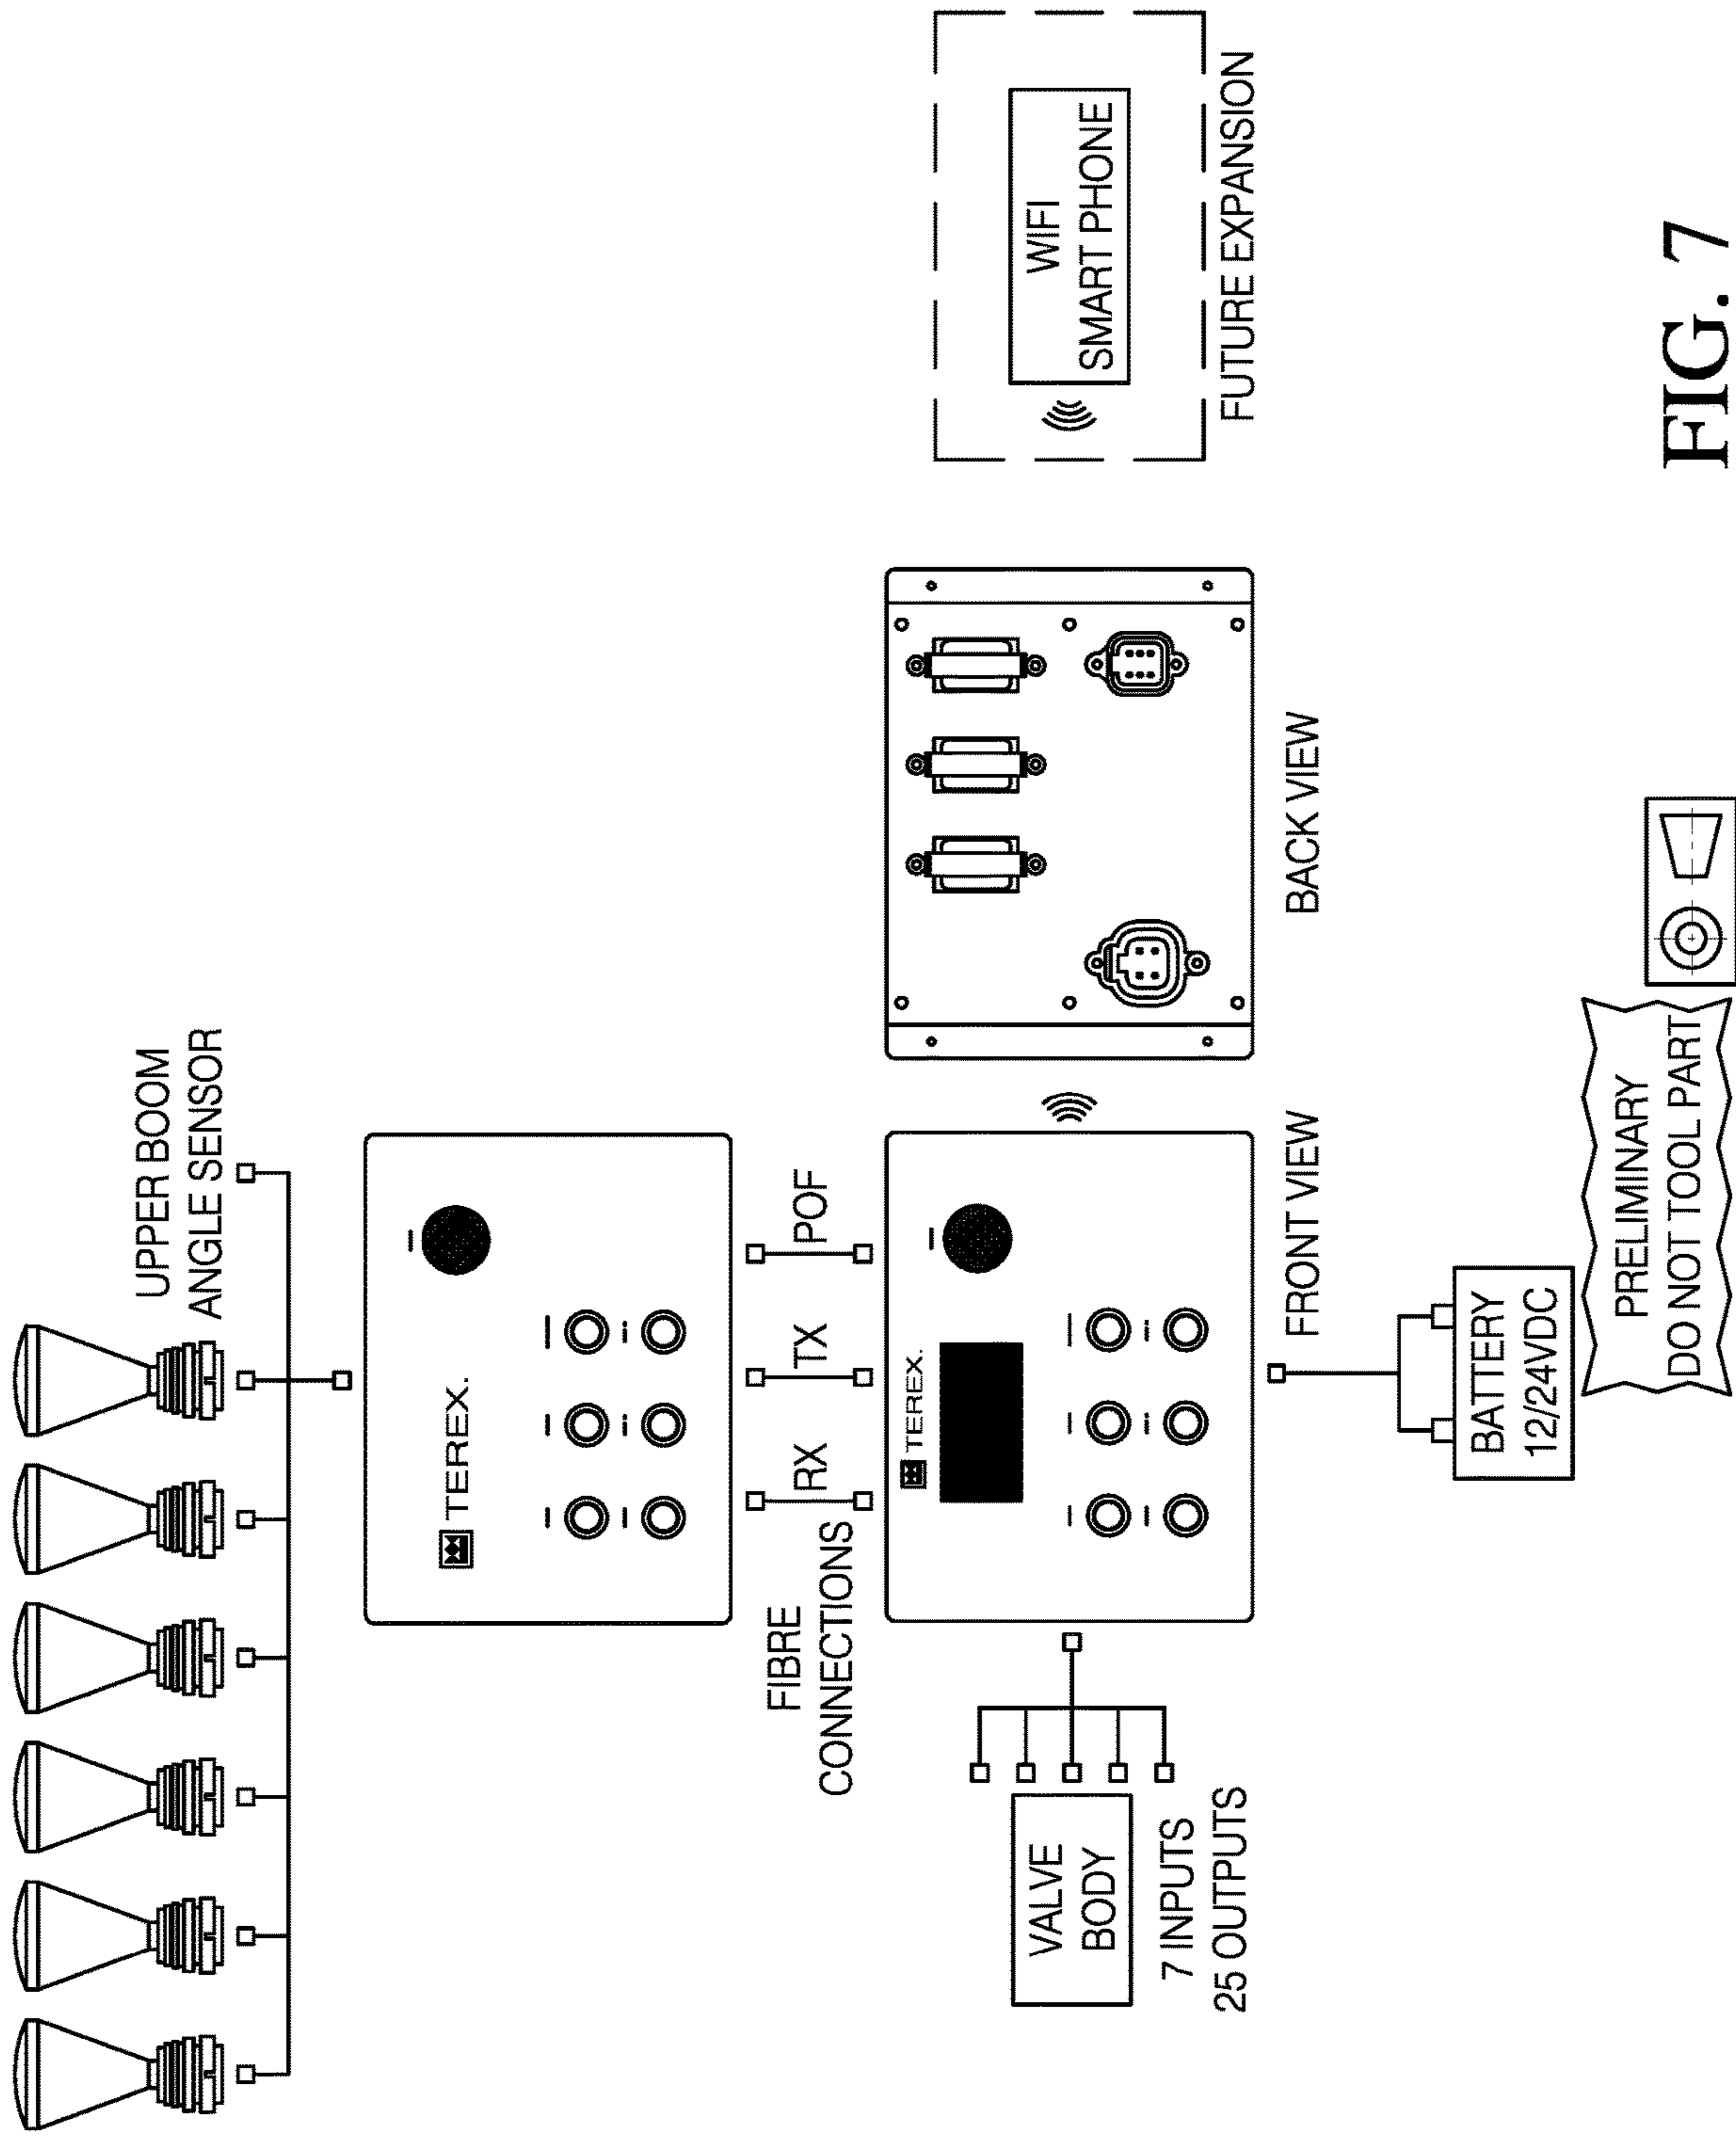 UPPER BOOM
ANGLE SENSOR
TEREX.
FIBRE
CONNECTIONS
RX
TX
POF
TEREX.
VALVE
BODY
7 INPUTS
25 OUTPUTS
FRONT VIEW
BACK VIEW
WIFI
SMART PHONE
FUTURE EXPANSION
BATTERY
12/24VDC
PRELIMINARY
DO NOT TOOL PART
FIG. 7